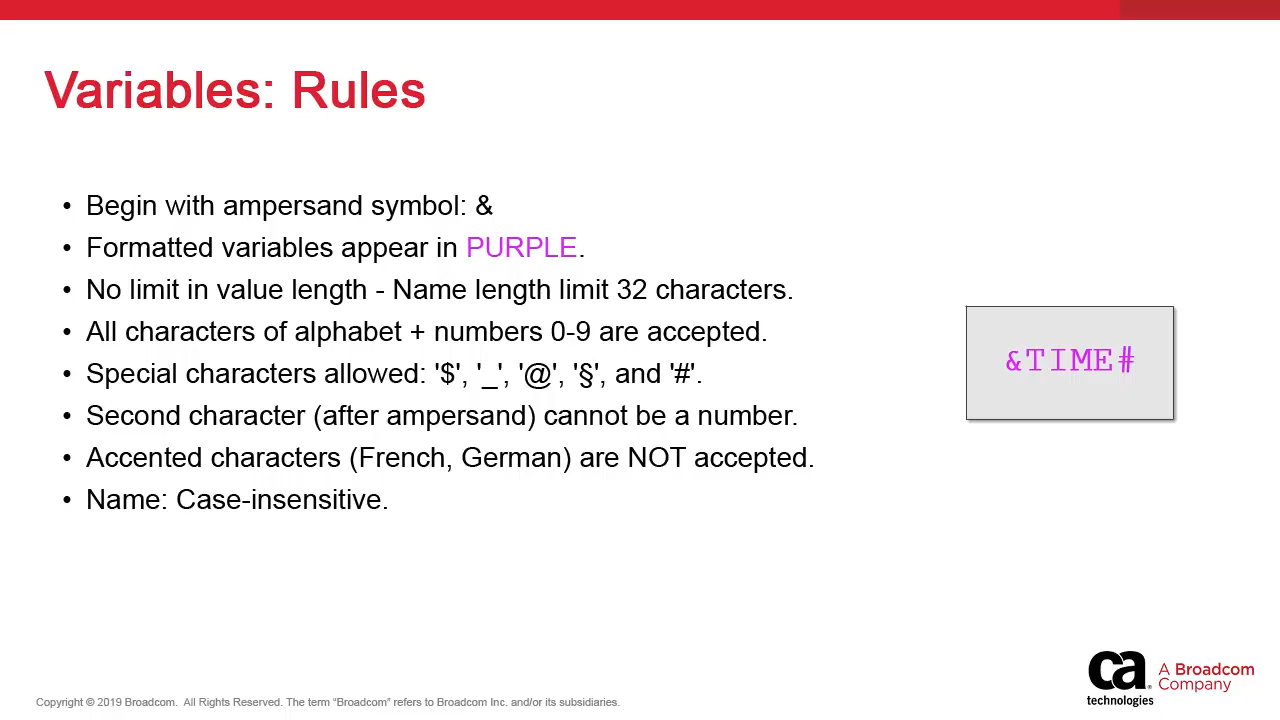 Variables: Rules
• Begin with ampersand symbol: &
• Formatted variables appear in PURPLE.
• No limit in value length - Name length limit 32 characters.
• All characters of alphabet + numbers 0-9 are accepted.
• Special characters allowed: '$', '_', '@', '§', and '#'.
• Second character (after ampersand) cannot be a number.
• Accented characters (French, German) are NOT accepted.
• Name: Case-insensitive.
&TIME#
Copyright © 2019 Broadcom. All Rights Reserved. The term “Broadcom” refers to Broadcom Inc. and/or its subsidiaries.
ca
technologies
A Broadcom
Company